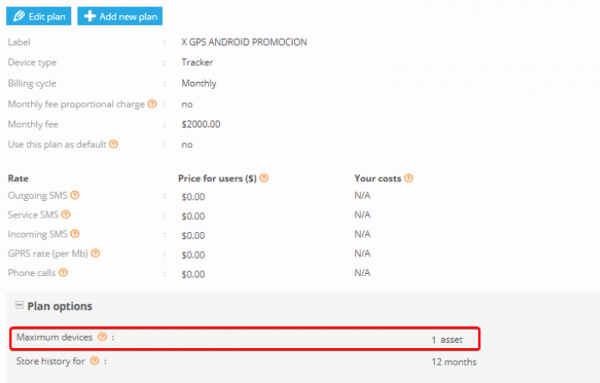 Edit plan Add new plan
Label : X GPS ANDROID PROMOCION
Device type : Tracker
Billing cycle : Monthly
Monthly fee proportional charge ? : no
Monthly fee : $2000.00
Use this plan as default ? : no
Rate Price for users ($) ? Your costs ?
Outgoing SMS ? : $0.00 N/A
Service SMS ? : $0.00 N/A
Incoming SMS ? : $0.00 N/A
GPRS rate (per Mb) ? : $0.00 N/A
Phone calls ? : $0.00 N/A
Plan options
Maximum devices ? : 1 asset
Store history for ? : 12 months